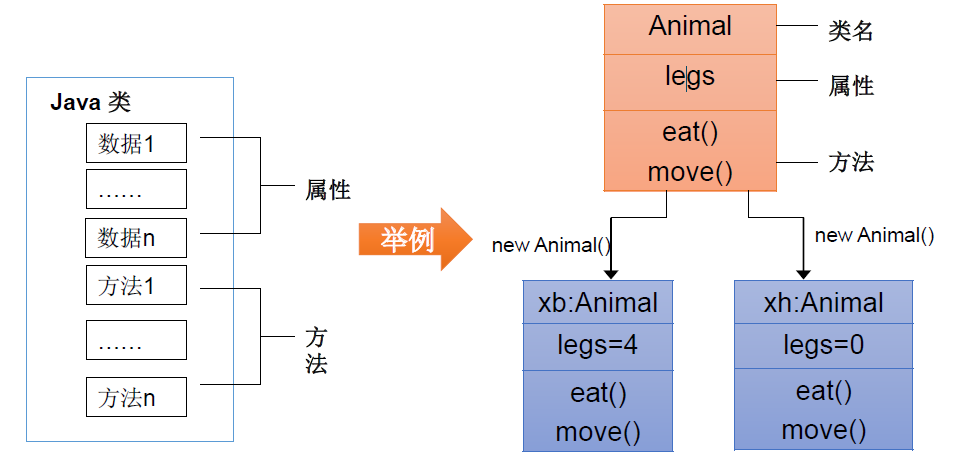 Java 类
数据1
……
数据n
方法1
……
方法n
属性
方
法
举例
Animal
legs
eat()
move()
类名
属性
方法
new Animal()
new Animal()
xb:Animal
legs=4
eat()
move()
xh:Animal
legs=0
eat()
move()